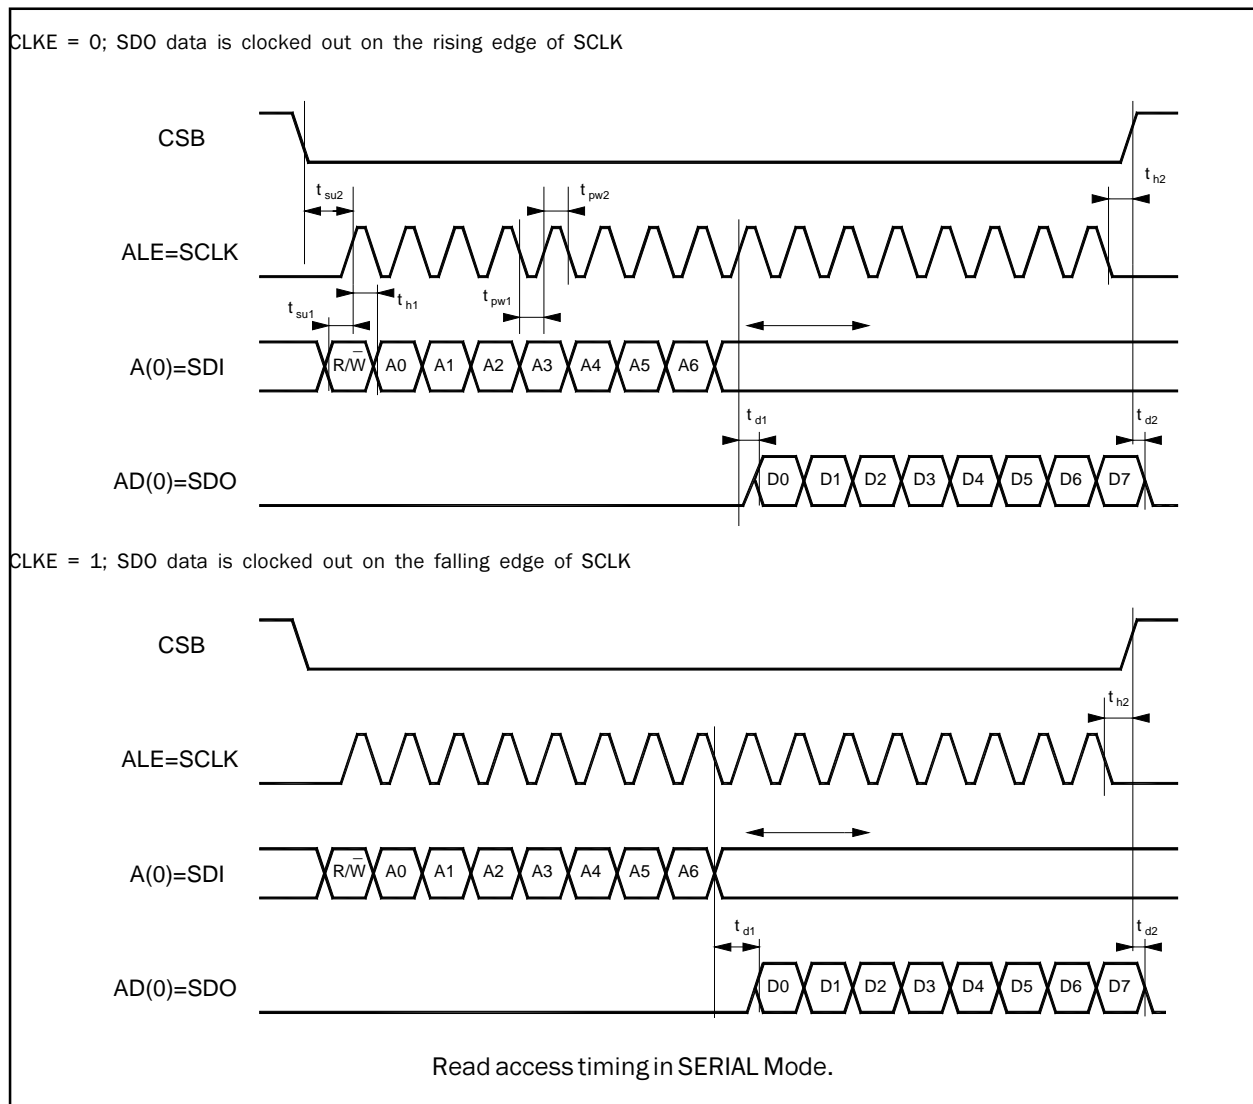 CLKE = 0; SDO data is clocked out on the rising edge of SCLK
CSB
t su2
t pw2
t h2
ALE=SCLK
t su1
t h1
t pw1
A(0)=SDI
R/W̅ A0 A1 A2 A3 A4 A5 A6
t d1
t d2
AD(0)=SDO
D0 D1 D2 D3 D4 D5 D6 D7
CLKE = 1; SDO data is clocked out on the falling edge of SCLK
CSB
t h2
ALE=SCLK
A(0)=SDI
R/W̅ A0 A1 A2 A3 A4 A5 A6
t d1
t d2
AD(0)=SDO
D0 D1 D2 D3 D4 D5 D6 D7
Read access timing in SERIAL Mode.